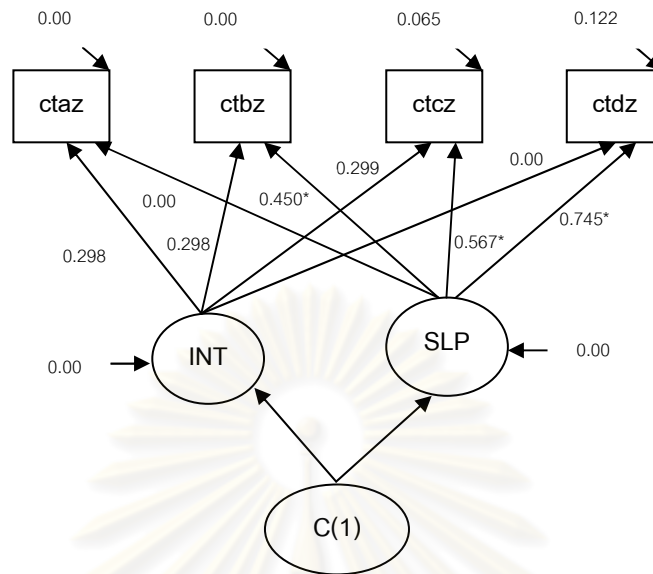 0.00 0.00 0.065 0.122
ctaz ctbz ctcz ctdz
0.299 0.00
0.00 0.450*
0.298 0.298 0.567* 0.745*
INT SLP
0.00 0.00
C(1)